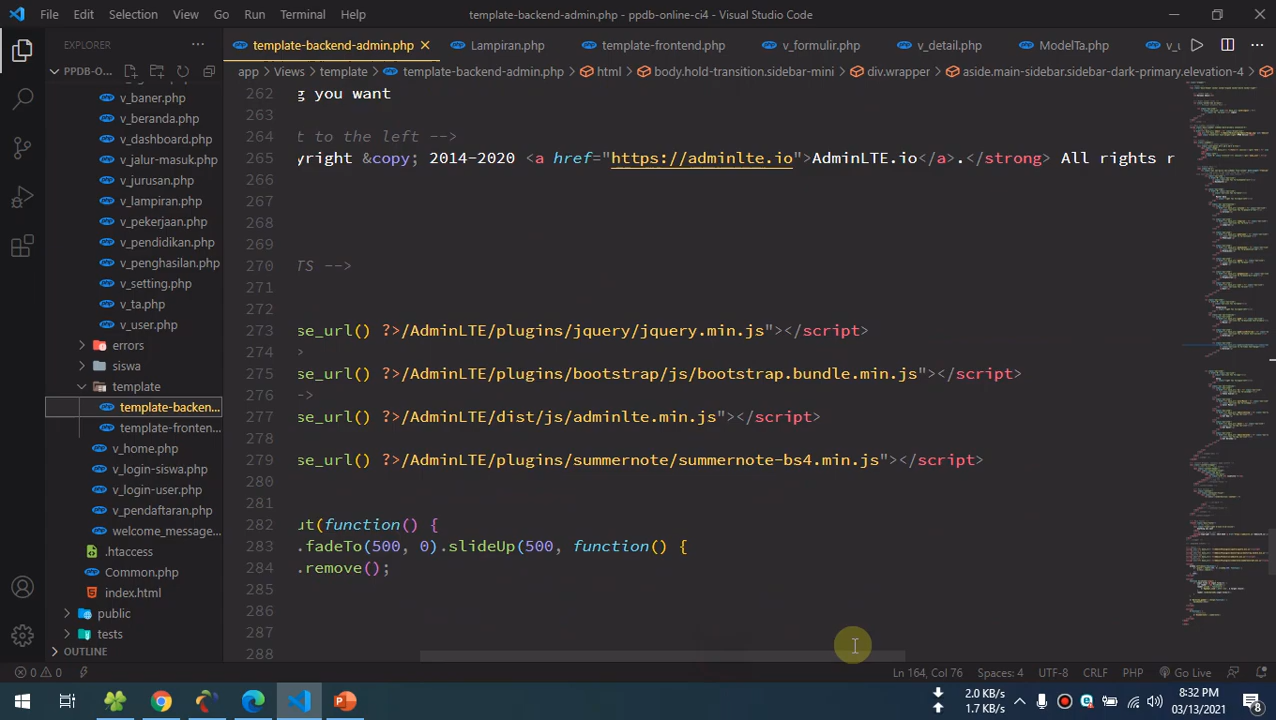 File Edit Selection View Go Run Terminal Help template-backend-admin.php - ppdb-online-ci4 - Visual Studio Code
EXPLORER template-backend-admin.php Lampiran.php template-frontend.php v_formulir.php v_detail.php ModelTa.php
PPDB-O... app > Views > template > template-backend-admin.php > html > body.hold-transition.sidebar-mini > div.wrapper > aside.main-sidebar.sidebar-dark-primary.elevation-4 >
v_baner.php
v_beranda.php
v_dashboard.php
v_jalur-masuk.php
v_jurusan.php
v_lampiran.php
v_pekerjaan.php
v_pendidikan.php
v_penghasilan.php
v_setting.php
v_ta.php
v_user.php
errors
siswa
template
template-backen...
template-fronten...
v_home.php
v_login-siswa.php
v_login-user.php
v_pendaftaran.php
welcome_message...
.htaccess
Common.php
index.html
public
tests
OUTLINE
262 g you want
263
264 t to the left -->
265 yright &copy; 2014-2020 <a href="https://adminlte.io">AdminLTE.io</a>.</strong> All rights r
266
267
268
269
270 TS -->
271
272
273 se_url() ?>/AdminLTE/plugins/jquery/jquery.min.js"></script>
274 >
275 se_url() ?>/AdminLTE/plugins/bootstrap/js/bootstrap.bundle.min.js"></script>
276 ->
277 se_url() ?>/AdminLTE/dist/js/adminlte.min.js"></script>
278
279 se_url() ?>/AdminLTE/plugins/summernote/summernote-bs4.min.js"></script>
280
281
282 ut(function() {
283 .fadeTo(500, 0).slideUp(500, function() {
284 .remove();
285
286
287
288
0 0 Ln 164, Col 76 Spaces: 4 UTF-8 CRLF PHP Go Live
2.0 KB/s
1.7 KB/s
8:32 PM
03/13/2021
8